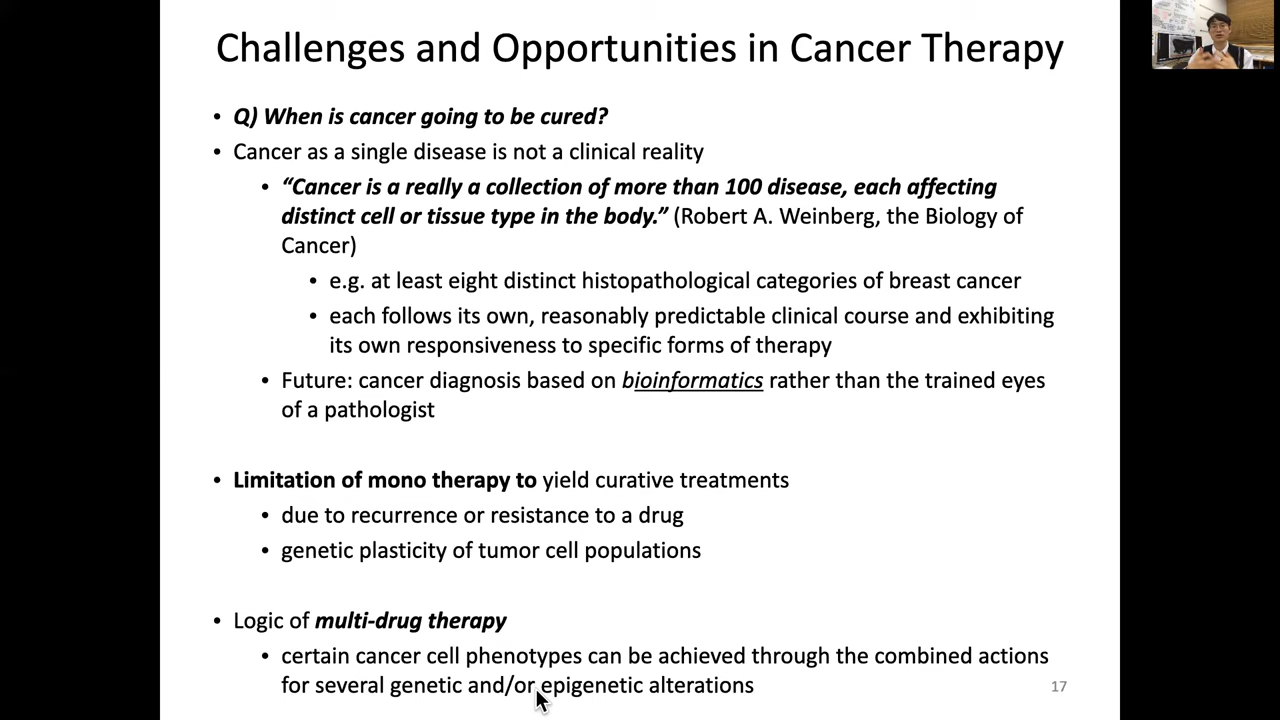 Challenges and Opportunities in Cancer Therapy
• Q) When is cancer going to be cured?
• Cancer as a single disease is not a clinical reality
• “Cancer is a really a collection of more than 100 disease, each affecting
distinct cell or tissue type in the body.” (Robert A. Weinberg, the Biology of
Cancer)
• e.g. at least eight distinct histopathological categories of breast cancer
• each follows its own, reasonably predictable clinical course and exhibiting
its own responsiveness to specific forms of therapy
• Future: cancer diagnosis based on bioinformatics rather than the trained eyes
of a pathologist
• Limitation of mono therapy to yield curative treatments
• due to recurrence or resistance to a drug
• genetic plasticity of tumor cell populations
• Logic of multi-drug therapy
• certain cancer cell phenotypes can be achieved through the combined actions
for several genetic and/or epigenetic alterations
17